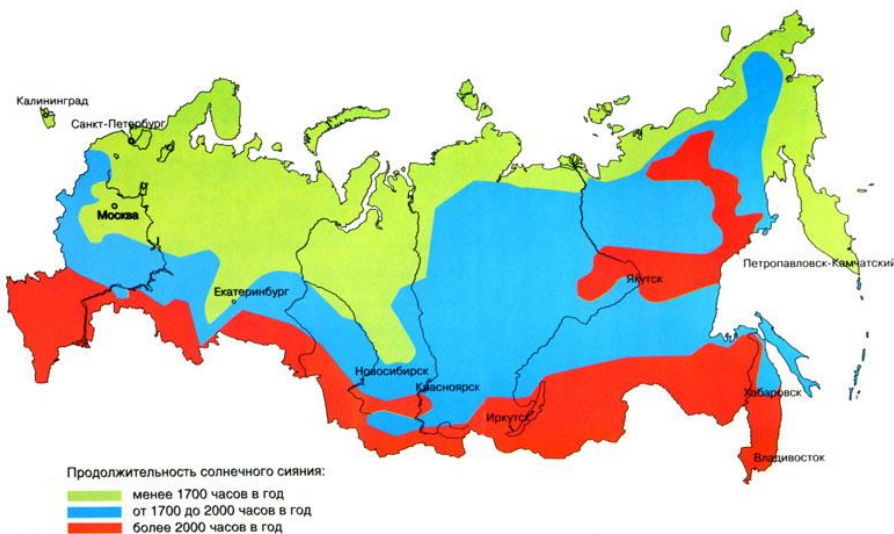 Калининград
Санкт-Петербург
Москва
Екатеринбург
Якутск
Петропавловск-Камчатский
Новосибирск
Красноярск
Иркутск
Хабаровск
Владивосток
Продолжительность солнечного сияния:
менее 1700 часов в год
от 1700 до 2000 часов в год
более 2000 часов в год